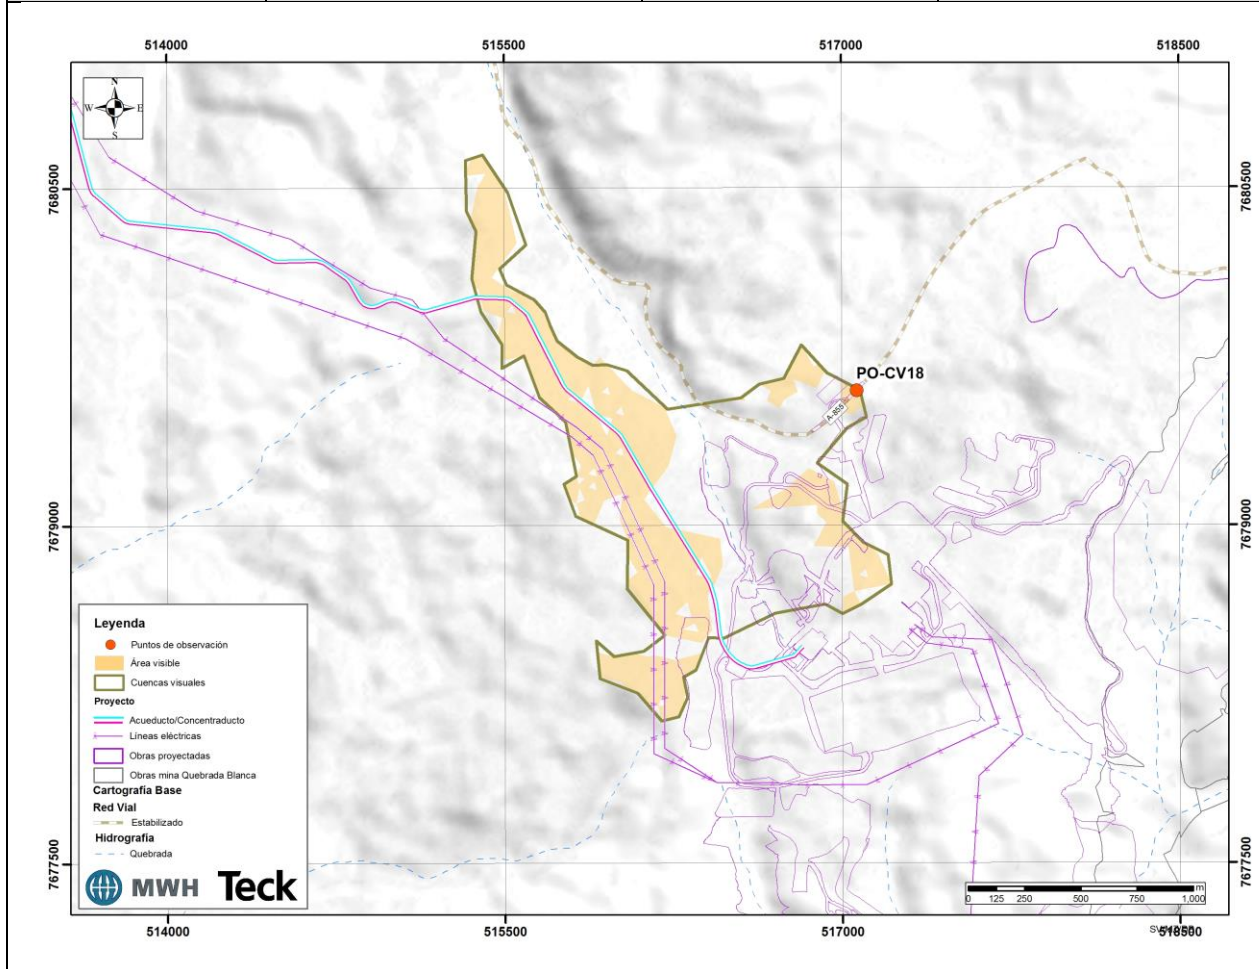 514000 515500 517000 518500
N
W E
S
7680500 7680500
PO-CV18
A-855
7679000 7679000
Leyenda
Puntos de observación
Área visible
Cuencas visuales
Proyecto
Acueducto/Concentraducto
Líneas eléctricas
Obras proyectadas
Obras mina Quebrada Blanca
Cartografía Base
Red Vial
Estabilizado
Hidrografía
Quebrada
7677500 7677500
MWH Teck
m
0 125 250 500 750 1,000
514000 515500 517000 518500